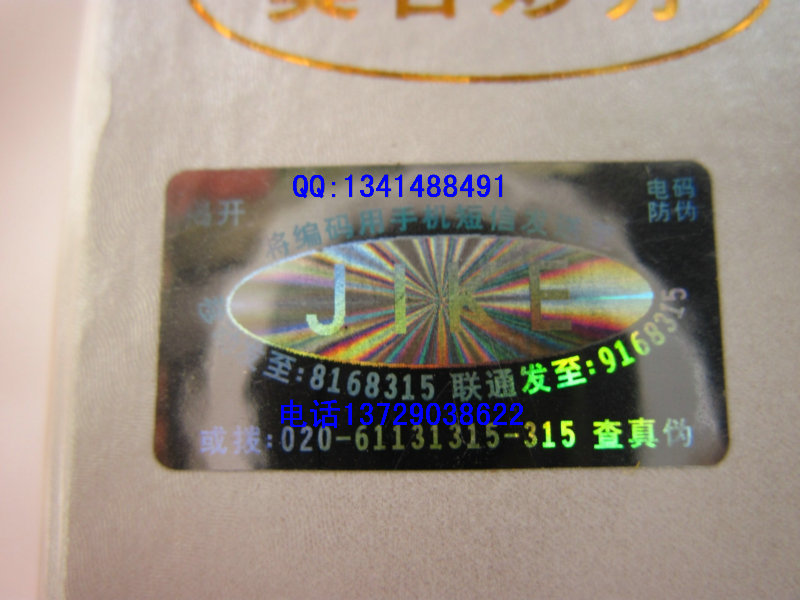 QQ:1341488491
揭开
电码
防伪
将编码用手机短信发送
JIKE
发至:8168315 联通发至:9168315
电话13729038622
或拨:020-61131315-315 查真伪